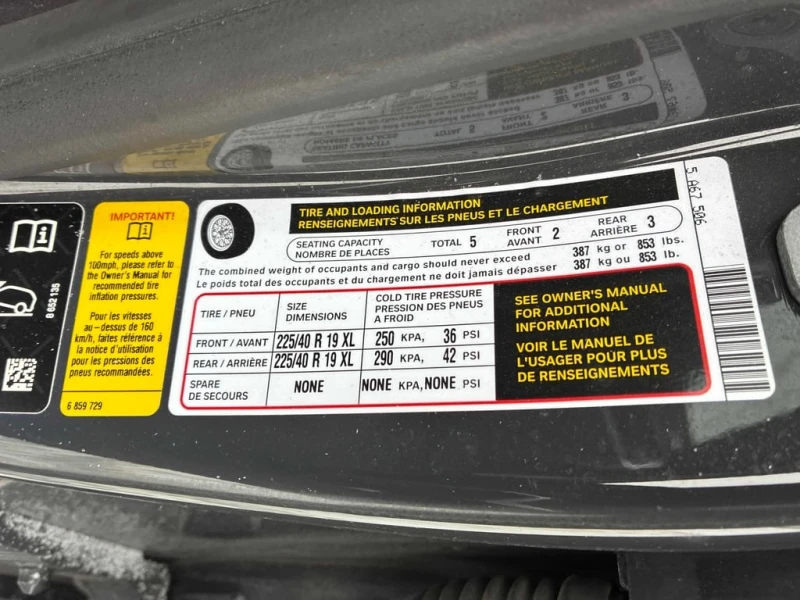 TIRE AND LOADING INFORMATION
RENSEIGNEMENTS SUR LES PNEUS ET LE CHARGEMENT
SEATING CAPACITY
NOMBRE DE PLACES
TOTAL 5
FRONT
AVANT 2
REAR
ARRIÈRE 3
The combined weight of occupants and cargo should never exceed 387 kg or 853 lbs.
Le poids total des occupants et du chargement ne doit jamais dépasser 387 kg ou 853 lb.
TIRE / PNEU
SIZE
DIMENSIONS
COLD TIRE PRESSURE
PRESSION DES PNEUS
A FROID
FRONT / AVANT 225/40 R 19 XL 250 KPA, 36 PSI
REAR / ARRIÈRE 225/40 R 19 XL 290 KPA, 42 PSI
SPARE
DE SECOURS
NONE NONE KPA, NONE PSI
SEE OWNER'S MANUAL
FOR ADDITIONAL
INFORMATION
VOIR LE MANUEL DE
L'USAGER POUR PLUS
DE RENSEIGNEMENTS
5 A67 506
IMPORTANT!
For speeds above
100mph, please refer to
the Owner's Manual for
recommended tire
inflation pressures.
Pour les vitesses
au-dessus de 160
km/h, faites référence à
la notice d'utilisation
pour les pressions des
pneus recommandées.
6 859 729
8 652 135